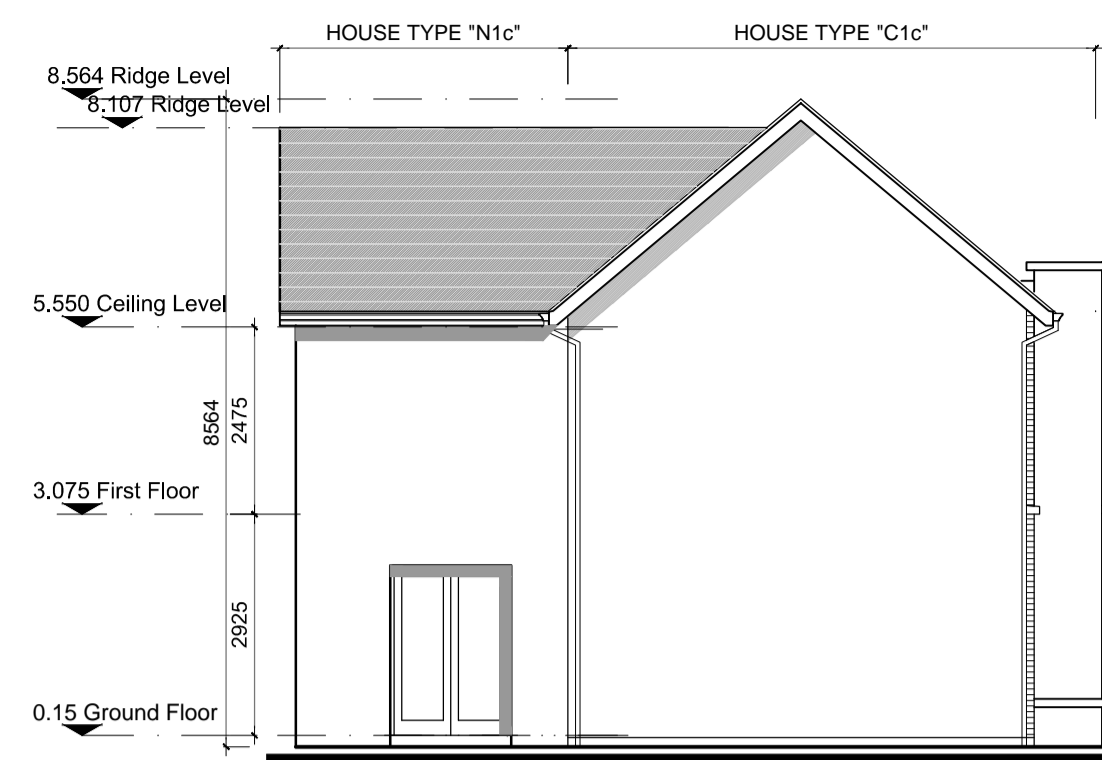 HOUSE TYPE "N1c"
HOUSE TYPE "C1c"
8.564 Ridge Level
8.107 Ridge Level
5.550 Ceiling Level
8564
2475
3.075 First Floor
2925
0.15 Ground Floor